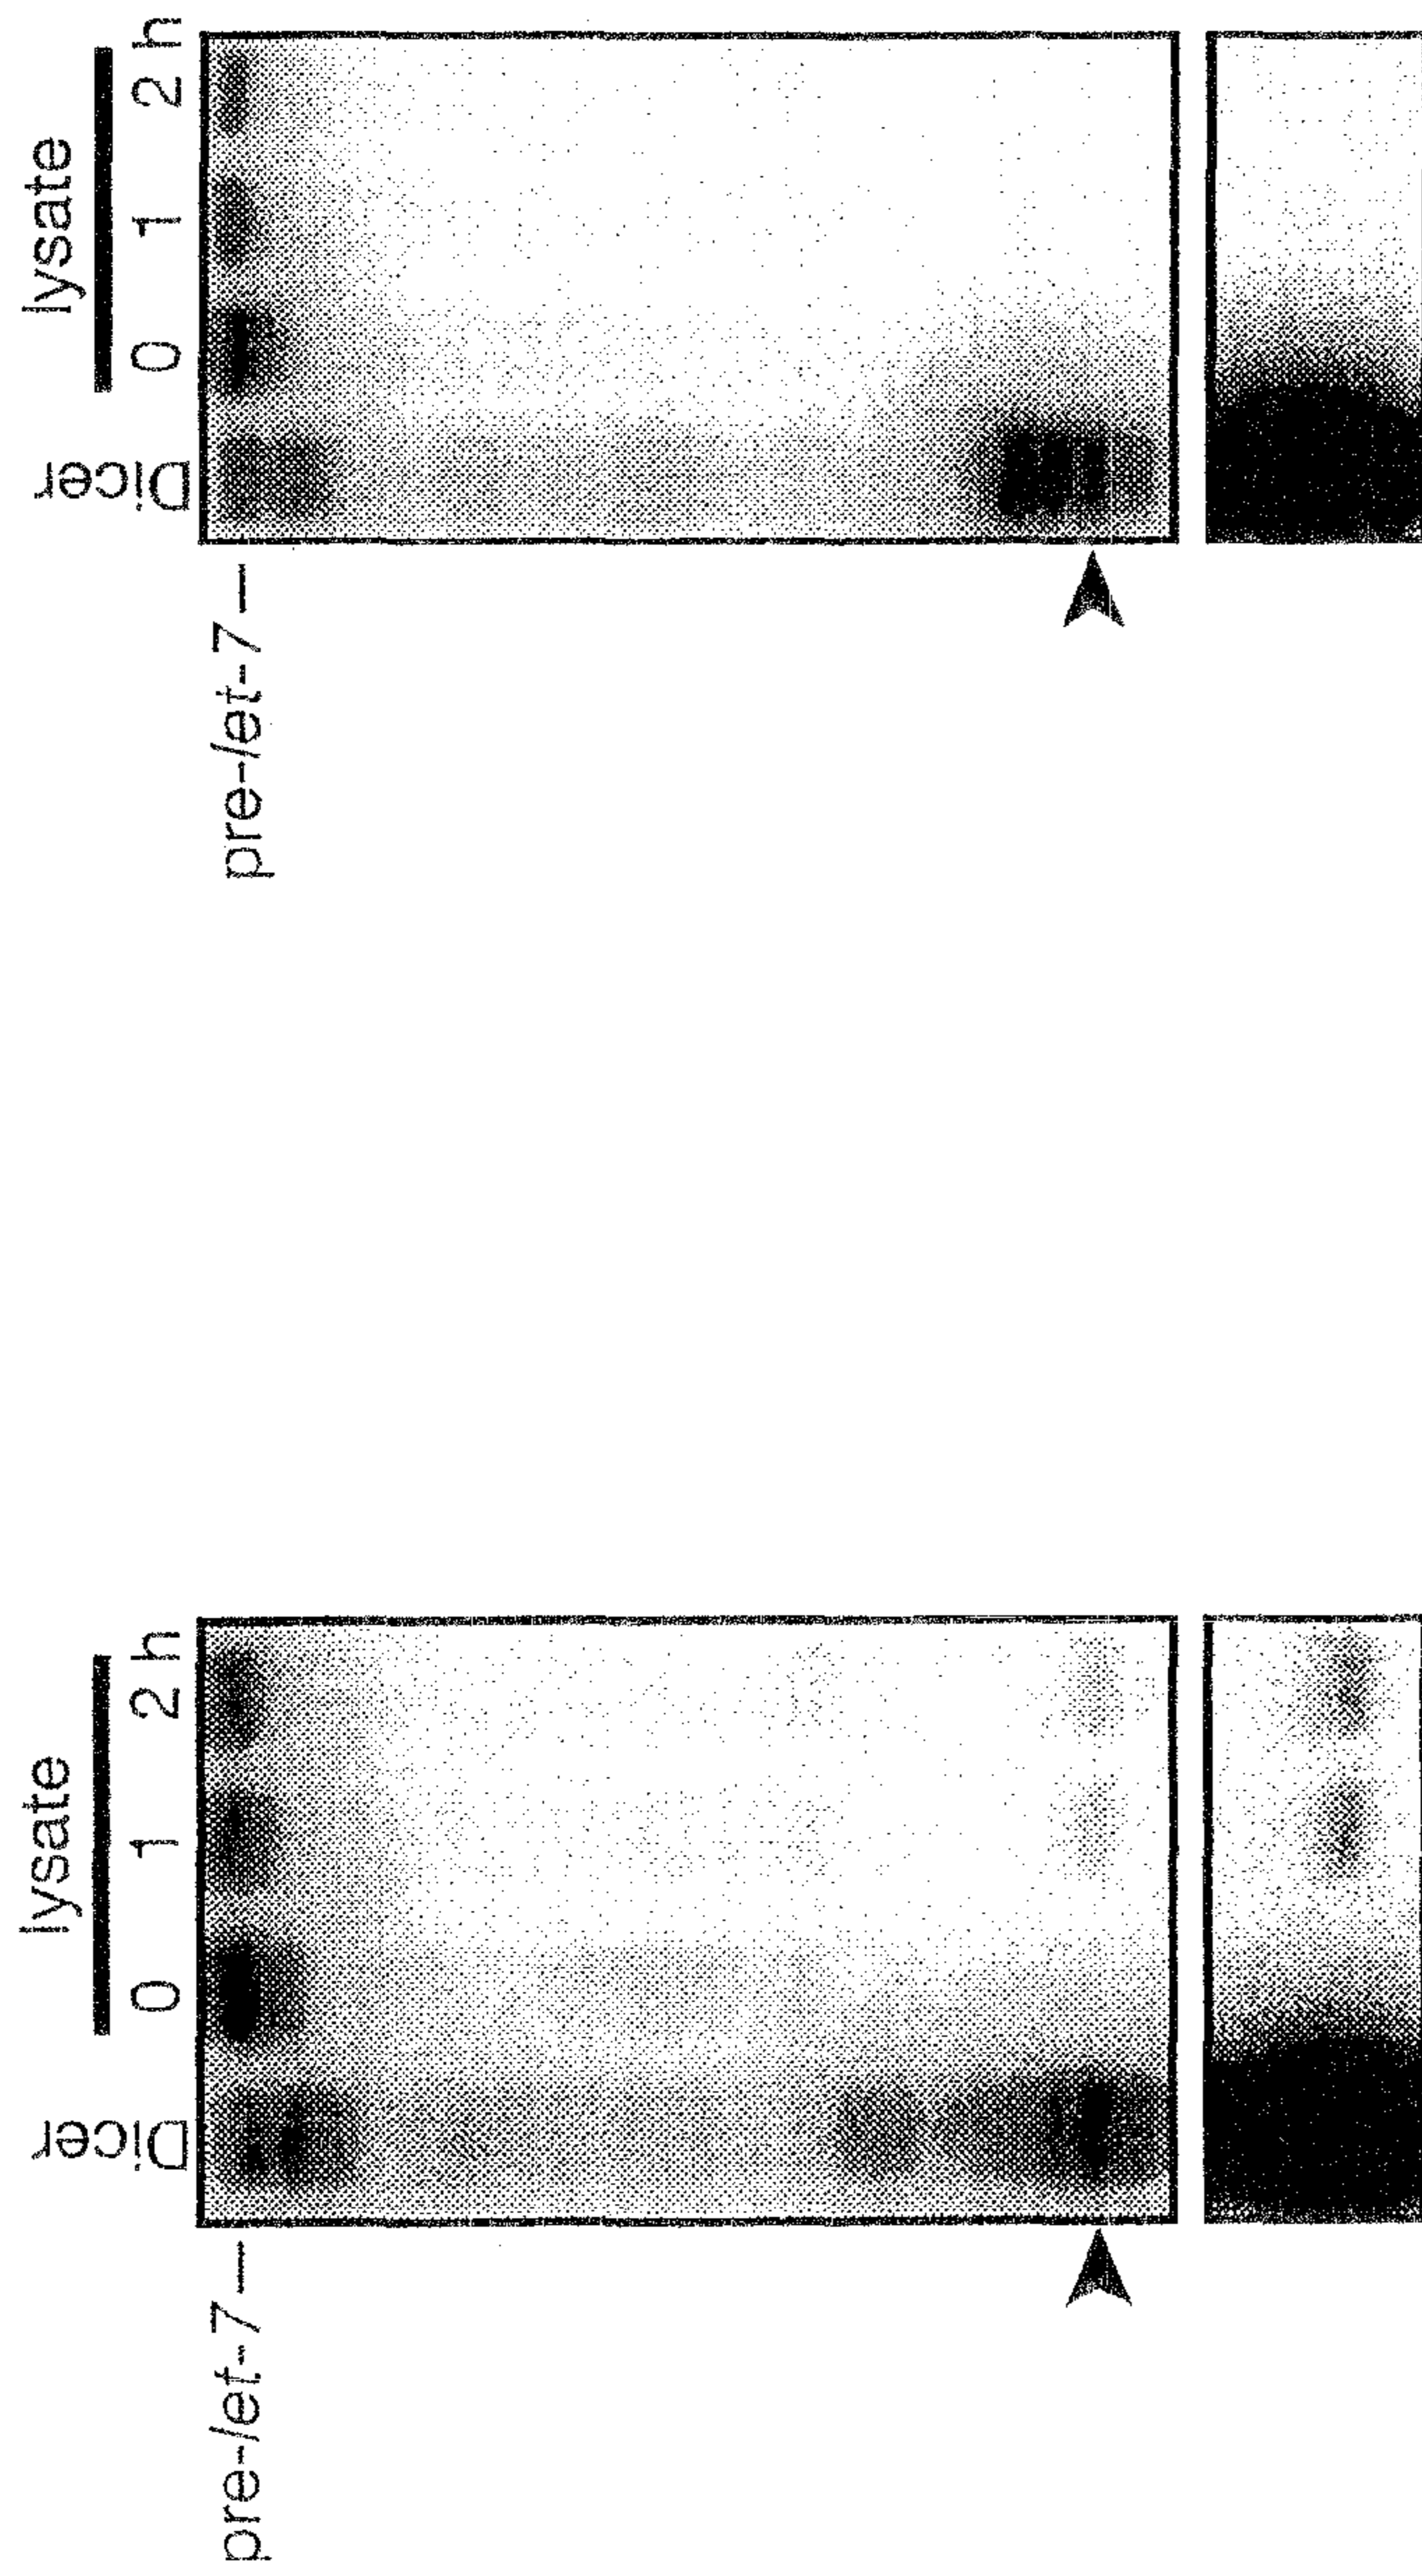 lysate
Dicer 0 1 2 h
pre-let-7
lysate
Dicer 0 1 2 h
pre-let-7